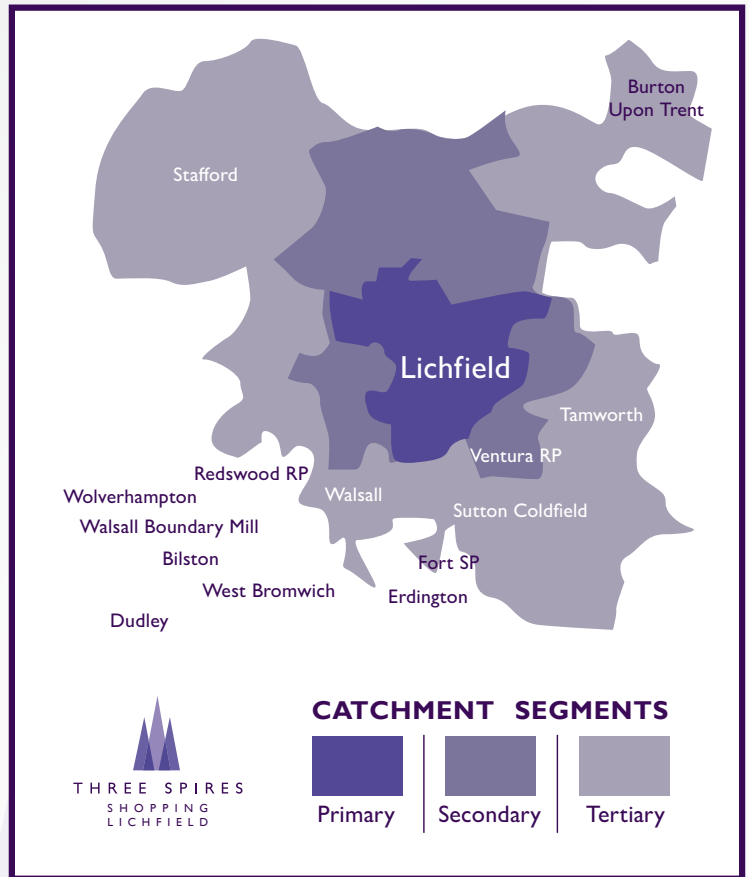 Burton
Upon Trent
Stafford
Lichfield
Tamworth
Ventura RP
Redswood RP
Walsall
Wolverhampton
Sutton Coldfield
Walsall Boundary Mill
Bilston
Fort SP
West Bromwich
Erdington
Dudley
CATCHMENT SEGMENTS
THREE SPIRES
SHOPPING
LICHFIELD
Primary
Secondary
Tertiary